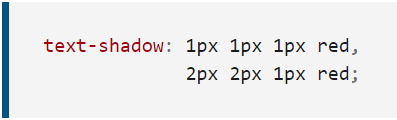 text-shadow: 1px 1px 1px red,
2px 2px 1px red;